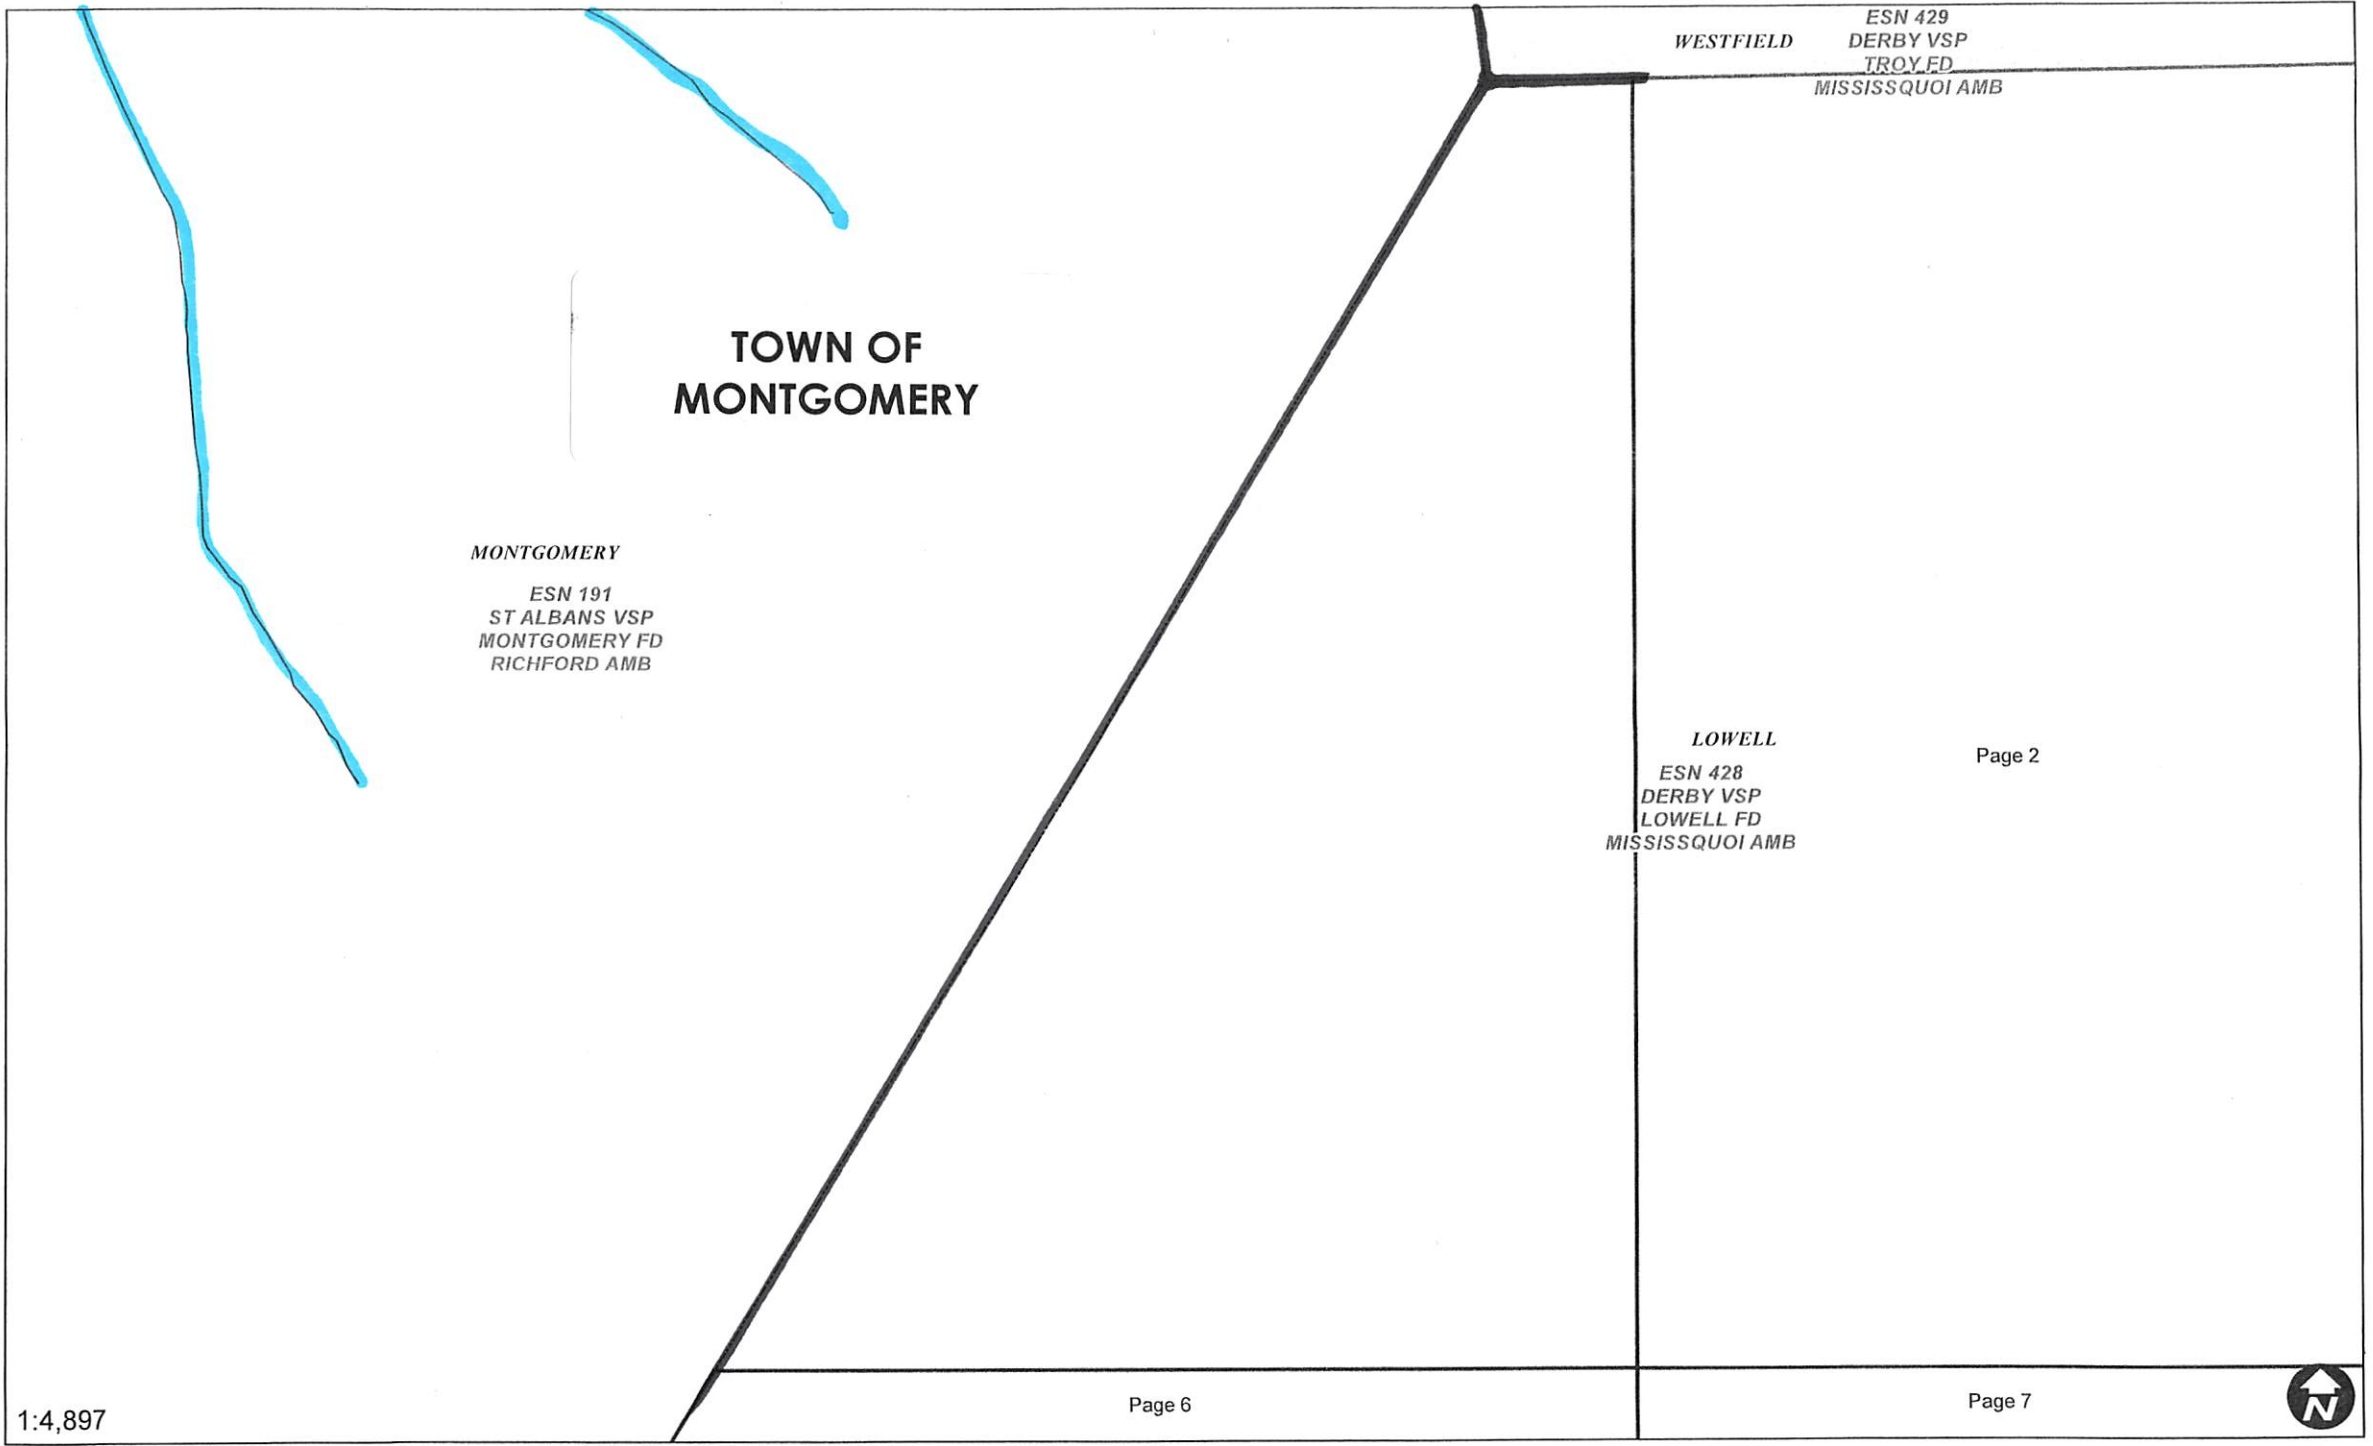 WESTFIELD
ESN 429
DERBY VSP
TROY FD
MISSISSQUOI AMB
TOWN OF
MONTGOMERY
MONTGOMERY
ESN 191
ST ALBANS VSP
MONTGOMERY FD
RICHFORD AMB
LOWELL
ESN 428
DERBY VSP
LOWELL FD
MISSISSQUOI AMB
Page 2
Page 6
Page 7
1:4,897
N